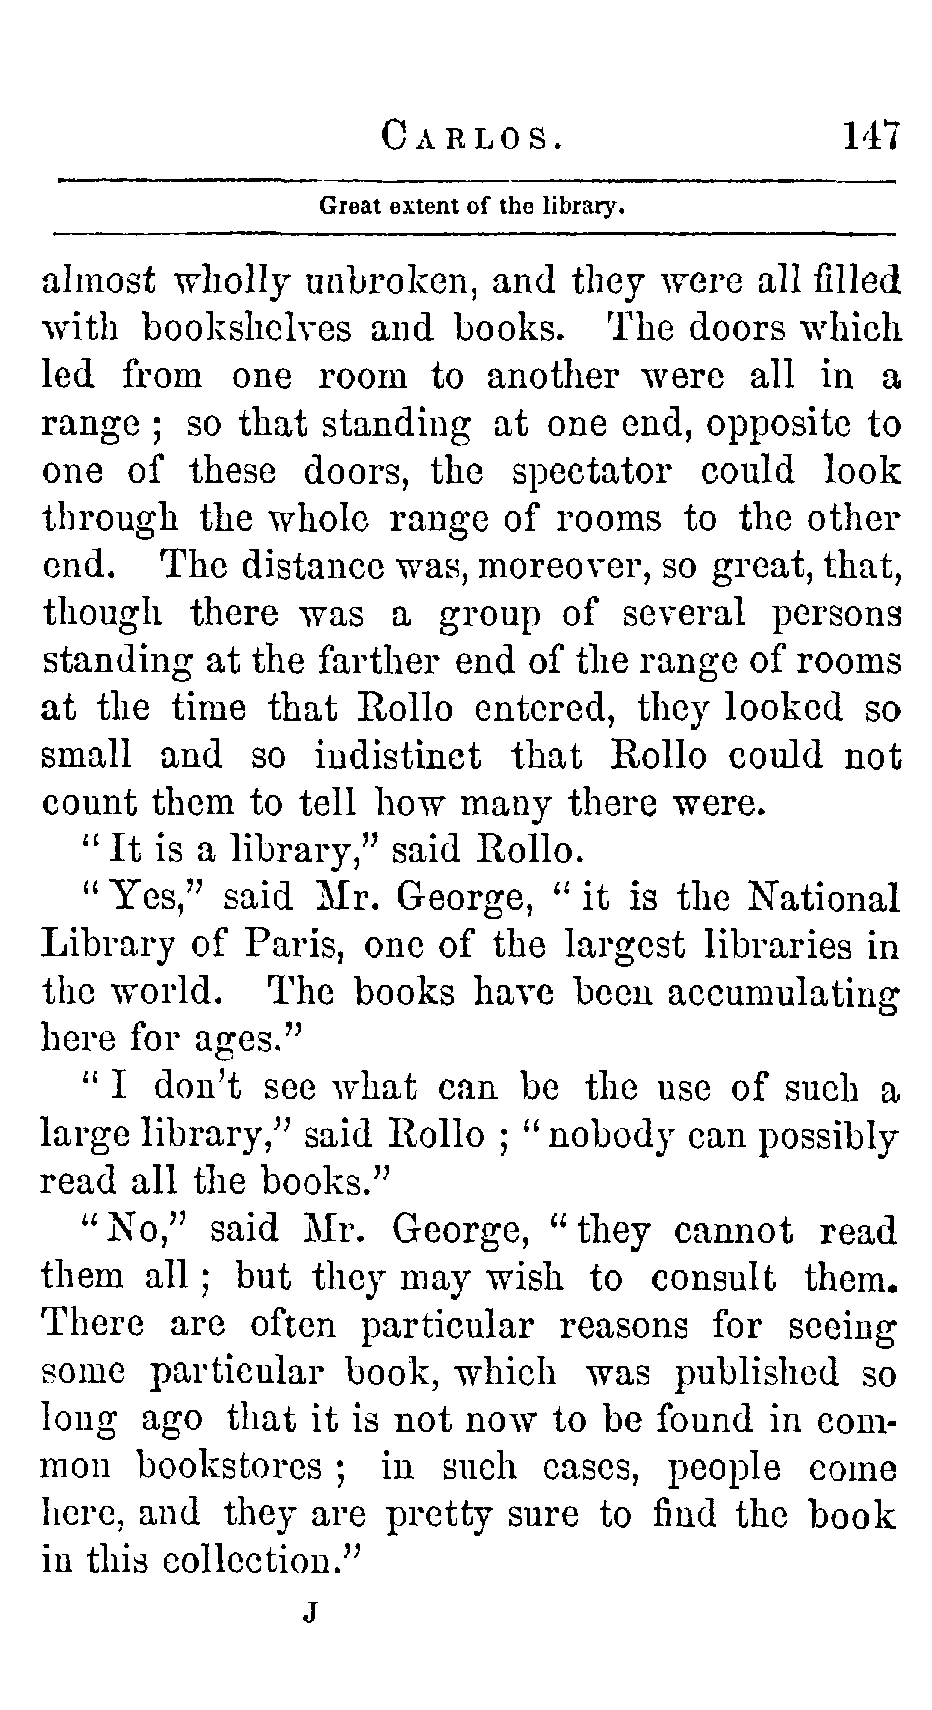 CARLOS. 147
Great extent of the library.
almost wholly unbroken, and they were all filled
with bookshelves and books. The doors which
led from one room to another were all in a
range ; so that standing at one end, opposite to
one of these doors, the spectator could look
through the whole range of rooms to the other
end. The distance was, moreover, so great, that,
though there was a group of several persons
standing at the farther end of the range of rooms
at the time that Rollo entered, they looked so
small and so indistinct that Rollo could not
count them to tell how many there were.
“ It is a library,” said Rollo.
“ Yes,” said Mr. George, “ it is the National
Library of Paris, one of the largest libraries in
the world. The books have been accumulating
here for ages.”
“ I don’t see what can be the use of such a
large library,” said Rollo ; “ nobody can possibly
read all the books.”
“ No,” said Mr. George, “ they cannot read
them all ; but they may wish to consult them.
There are often particular reasons for seeing
some particular book, which was published so
long ago that it is not now to be found in com-
mon bookstores ; in such cases, people come
here, and they are pretty sure to find the book
in this collection.”
J